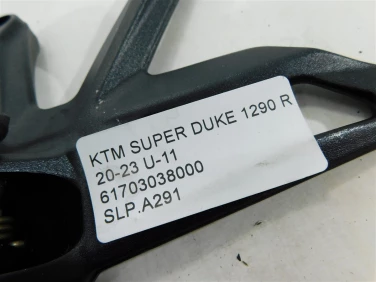 KTM SUPER DUKE 1290 R
20-23 U-11
61703038000
SLP.A291